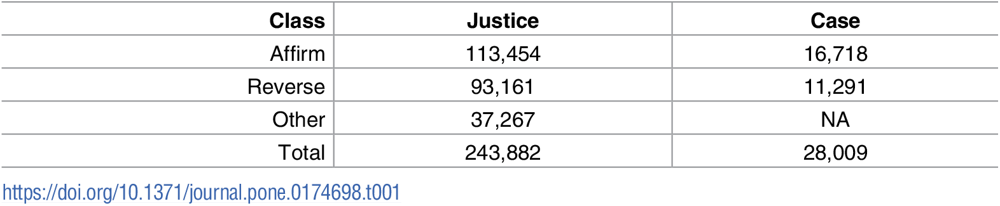 Class Justice Case
Affirm 113,454 16,718
Reverse 93,161 11,291
Other 37,267 NA
Total 243,882 28,009
https://doi.org/10.1371/journal.pone.0174698.t001